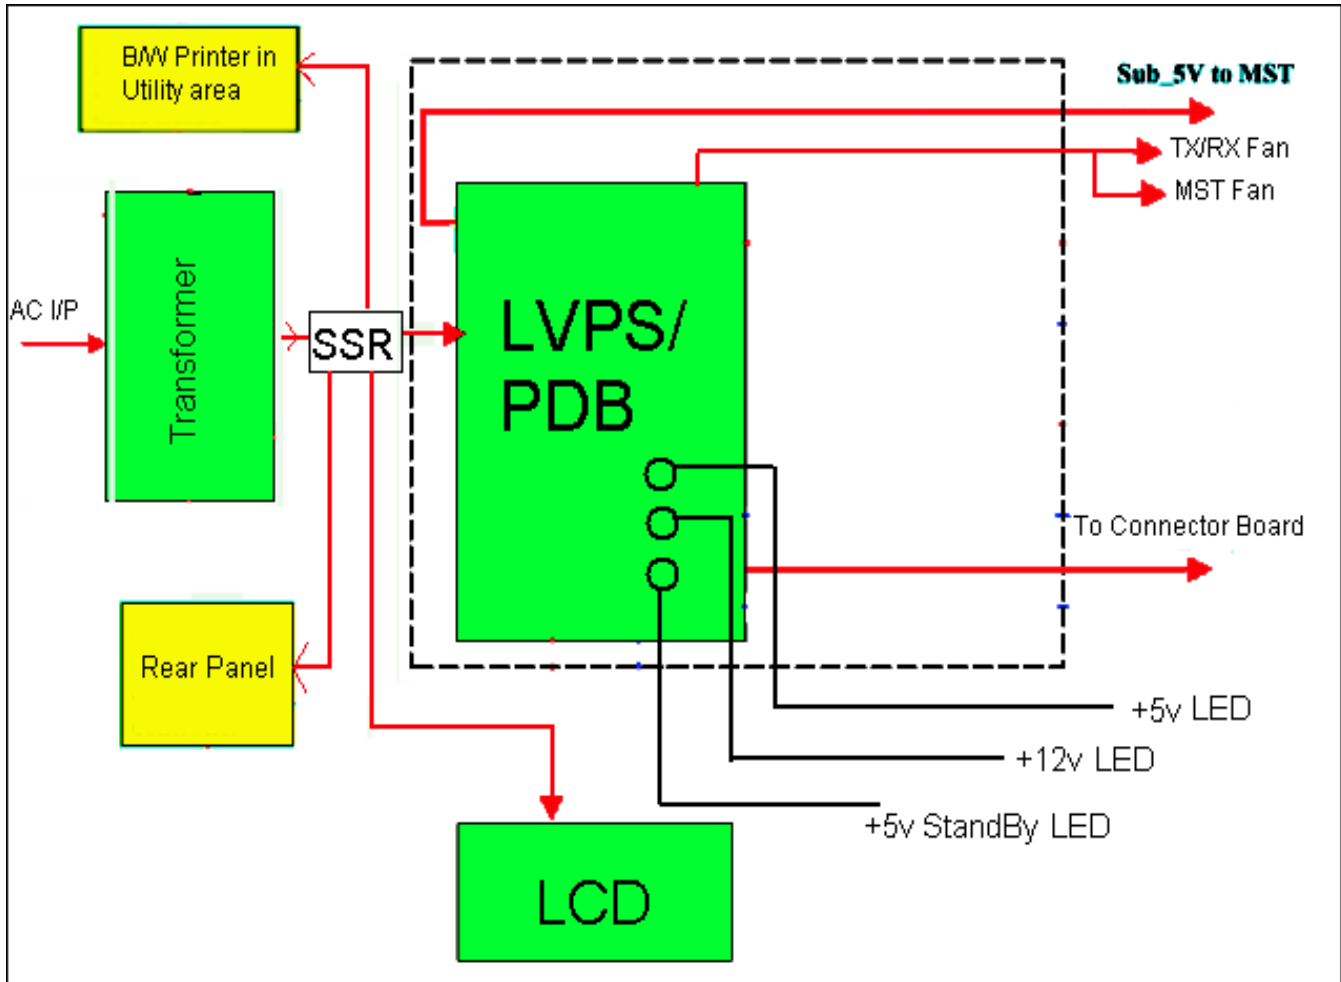 B/W Printer in
Utility area
Sub_5V to MST
TX/RX Fan
MST Fan
AC I/P
Transformer
SSR
LVPS/
PDB
To Connector Board
Rear Panel
+5v LED
+12v LED
+5v StandBy LED
LCD